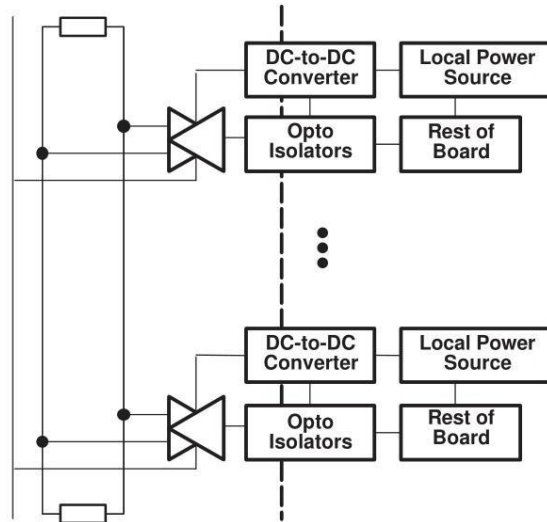 DC-to-DC
Converter
Local Power
Source
Opto
Isolators
Rest of
Board
DC-to-DC
Converter
Local Power
Source
Opto
Isolators
Rest of
Board